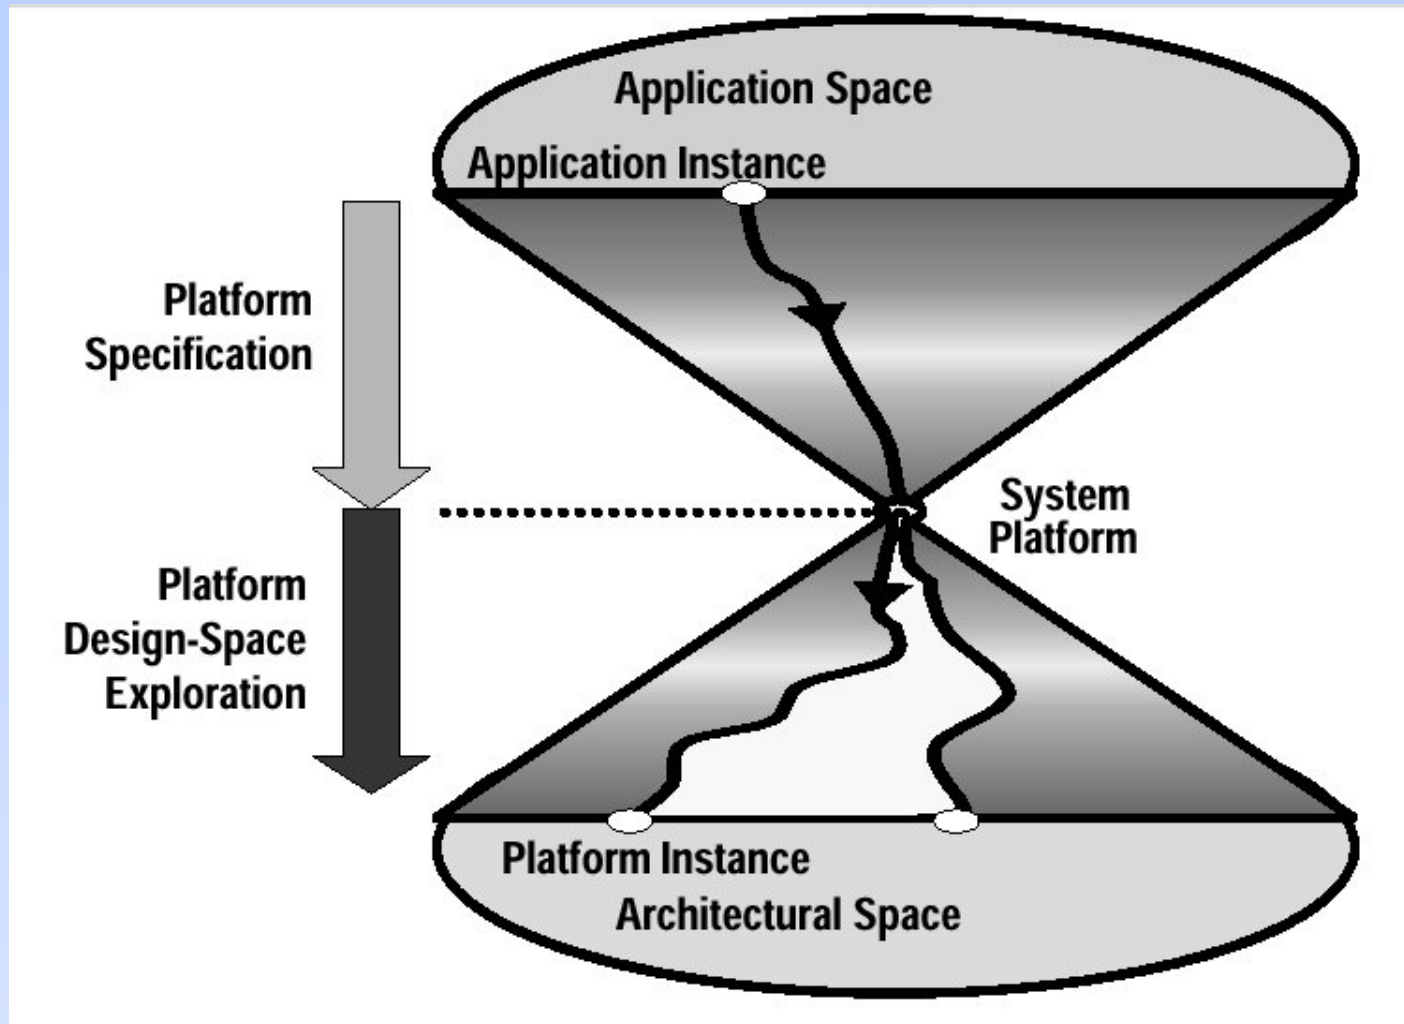 Application Space
Application Instance
Platform
Specification
System
Platform
Platform
Design-Space
Exploration
Platform Instance
Architectural Space